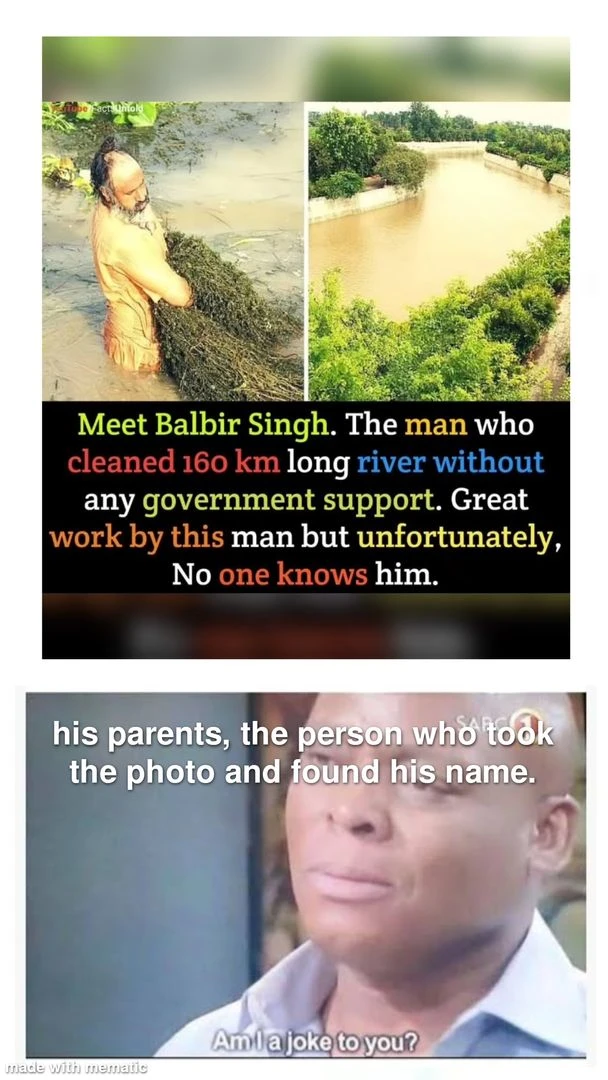 Facts Untold
Meet Balbir Singh. The man who
cleaned 160 km long river without
any government support. Great
work by this man but unfortunately,
No one knows him.
SABC 1
his parents, the person who took
the photo and found his name.
Am I a joke to you?
made with mematic